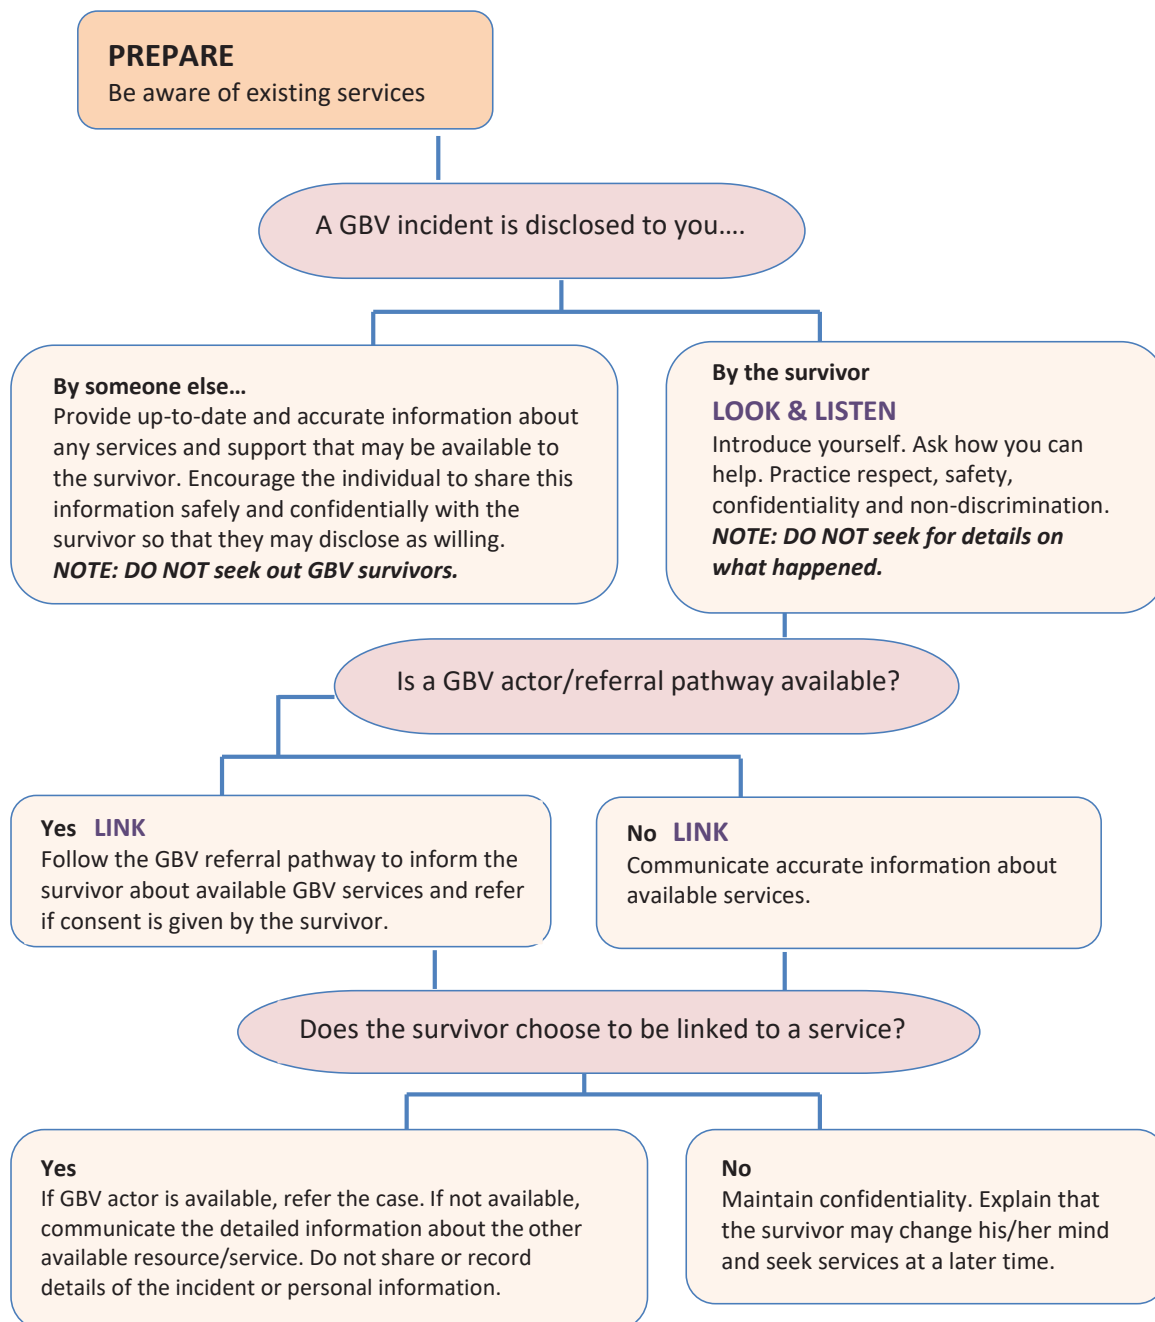 PREPARE
Be aware of existing services
A GBV incident is disclosed to you....
By someone else...
Provide up-to-date and accurate information about
any services and support that may be available to
the survivor. Encourage the individual to share this
information safely and confidentially with the
survivor so that they may disclose as willing.
NOTE: DO NOT seek out GBV survivors.
By the survivor
LOOK & LISTEN
Introduce yourself. Ask how you can
help. Practice respect, safety,
confidentiality and non-discrimination.
NOTE: DO NOT seek for details on
what happened.
Is a GBV actor/referral pathway available?
Yes LINK
Follow the GBV referral pathway to inform the
survivor about available GBV services and refer
if consent is given by the survivor.
No LINK
Communicate accurate information about
available services.
Does the survivor choose to be linked to a service?
Yes
If GBV actor is available, refer the case. If not available,
communicate the detailed information about the other
available resource/service. Do not share or record
details of the incident or personal information.
No
Maintain confidentiality. Explain that
the survivor may change his/her mind
and seek services at a later time.